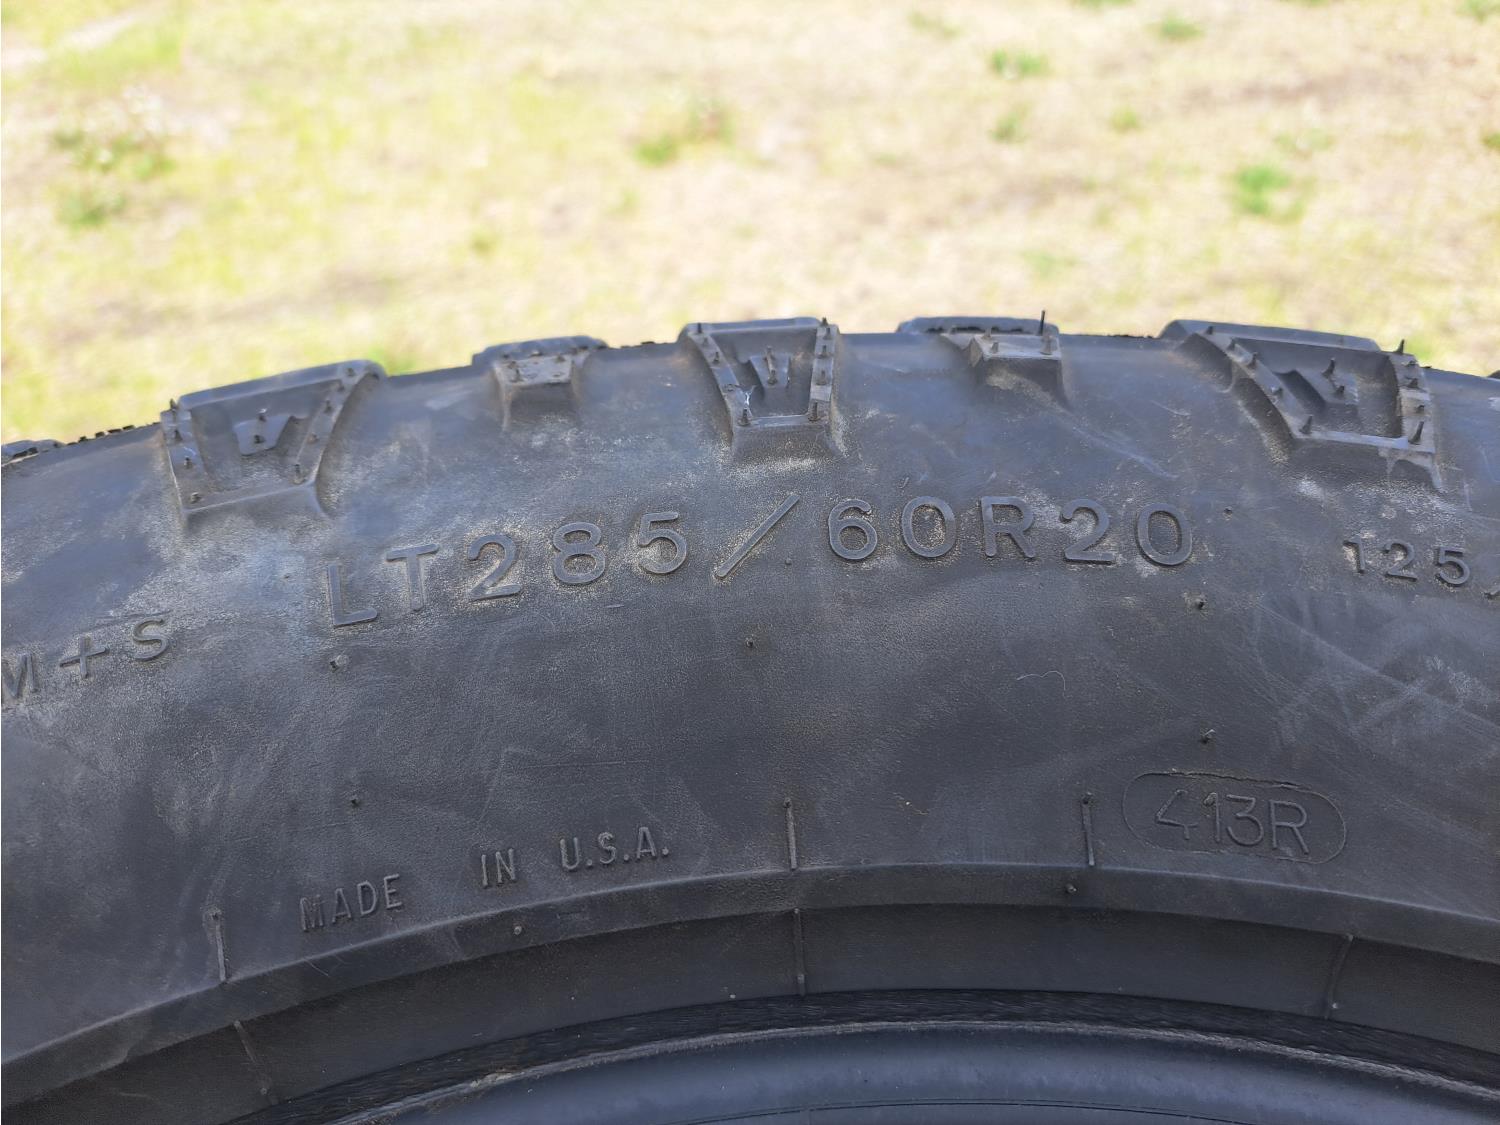 M+S LT285/60R20 125/
MADE IN U.S.A. 413R